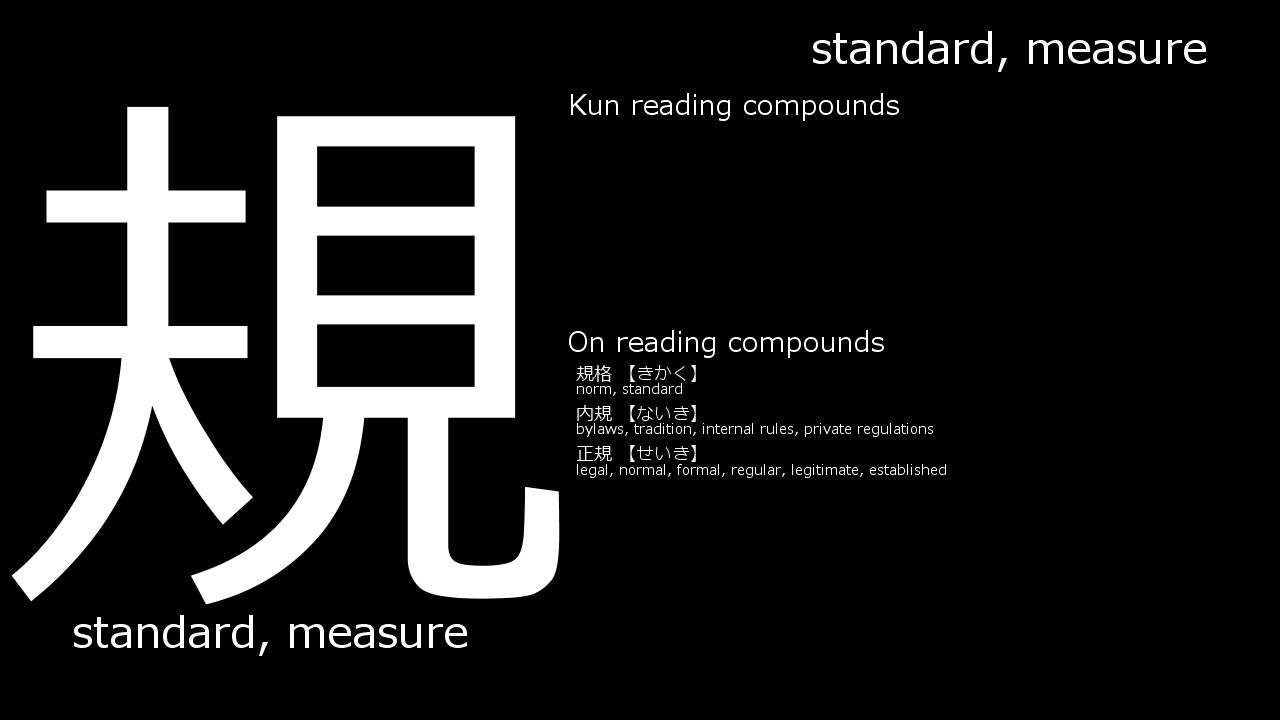 standard, measure
規
Kun reading compounds
On reading compounds
規格 【きかく】
norm, standard
内規 【ないき】
bylaws, tradition, internal rules, private regulations
正規 【せいき】
legal, normal, formal, regular, legitimate, established
standard, measure